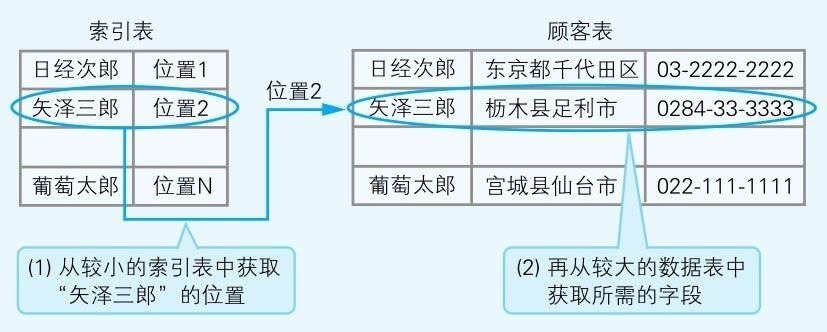 索引表
日经次郎 位置1
矢泽三郎 位置2
葡萄太郎 位置N
位置2
顾客表
日经次郎 东京都千代田区 03-2222-2222
矢泽三郎 枥木县足利市 0284-33-3333
葡萄太郎 宫城县仙台市 022-111-1111
(1) 从较小的索引表中获取
“矢泽三郎”的位置
(2) 再从较大的数据表中
获取所需的字段